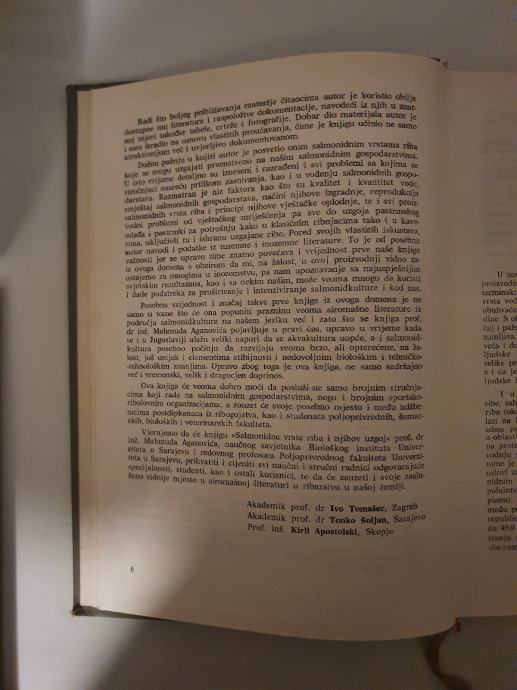 Radi što boljeg približavanja materije čitaocima autor je koristio obilje
dostupne mu literature i raspoložive dokumentacije, navodeći iz njih u znat-
noj mjeri također tabele, crteže i fotografije. Dobar dio materijala autor je
i sam izradio na osnovu vlastitih proučavanja, čime je knjigu učinio ne samo
atraktivnijom već i uvjerljivo dokumentovanom.
Dužnu pažnju u knjizi autor je posvetio onim salmonidnim vrstama riba
koje se mogu uzgajati prvenstveno na našim salmonidnim gospodarstvima.
U isto vrijeme detaljno su izneseni i razrađeni i svi problemi sa kojima se
stručnjaci susreću prilikom zasnivanja, kao i u vođenju salmonidnih gospo-
darstava. Razmatran je niz faktora kao što su kvalitet i kvantitet vode,
smještaj salmonidnih gospodarstava, načini njihove izgradnje, reprodukcija
salmonidnih vrsta riba i principi njihove vještačke oplodnje, te i svi proiz-
vodni problemi od vještačkog mriješćenja pa sve do uzgoja pastrmskog
mlađa i pastrmki za potrošnju kako u klasičnim ribnjacima tako i u kave-
zima, uključivši tu i ishranu uzgajane ribe. Pored svojih vlastitih iskustava,
autor navodi i podatke iz tuzemne i inozemne literature. To je od posebne
važnosti jer se upravo time znatno povećava i vrijednost prve naše knjige
iz ovoga domena s obzirom da mi, na žalost, u ovoj proizvodnji vidno za-
ostajemo za mnogima u inozemstvu, pa nam upoznavanje sa najuspješnijim
svjetskim rezultatima, kao i sa nekim našim, može veoma mnogo da koristi
i dade podstreka za proširivanje i intenziviranje salmonidkulture i kod nas.
Posebna vrijednost i značaj takve prve knjige iz ovoga domena je ne
samo u tome što će ona popuniti prazninu veoma siromašne literature iz
područja salmonidkulture na našem jeziku već i zato što se knjiga prof.
dr inž. Mahmuda Aganovića pojavljuje u pravi čas, upravo u vrijeme kada
se i u Jugoslaviji ulažu veliki napori da se akvakultura uopće, a i salmonid-
kultura posebno počinju da razvijaju veoma brzo, ali opterećene, na ža-
lost, još uvijek i elementima stihijnosti i nedovoljnim biološkim i tehničko-
-tehnološkim znanjima. Upravo zbog toga je ova knjiga, ne samo sadržajno
već i vremenski, velik i dragocjen doprinos.
Ova knjiga će veoma dobro moći da posluži ne samo brojnim stručnja-
cima koji rade na salmonidnim gospodarstvima, nego i brojnim sportsko-
ribolovnim organizacijama, a zauzet će svoje posebno mjesto i među udžbe-
nicima postdiplomaca iz ribogojstva, kao i studenata poljoprivrednih, šumar-
skih, bioloških i veterinarskih fakulteta.
Vjerujemo da će knjigu »Salmonidne vrste riba i njihov uzgoj« prof. dr
inž. Mahmuda Aganovića, naučnog savjetnika Biološkog instituta Univer-
ziteta u Sarajevu i redovnog profesora Poljoprivrednog fakulteta Univerzi-
teta u Sarajevu, prihvatiti i cijeniti svi naučni i stručni radnici odgovarajuće
specijalnosti, studenti, kao i ostali korisnici, te da će zauzeti i svoje zaslu-
ženo vidnije mjesto u siromašnoj literaturi o ribarstvu u našoj zemlji.
Akademik prof. dr Ivo Tomašec, Zagreb
Akademik prof. dr Tonko Šoljan, Sarajevo
Prof. inž. Kiril Apostolski, Skopje
6